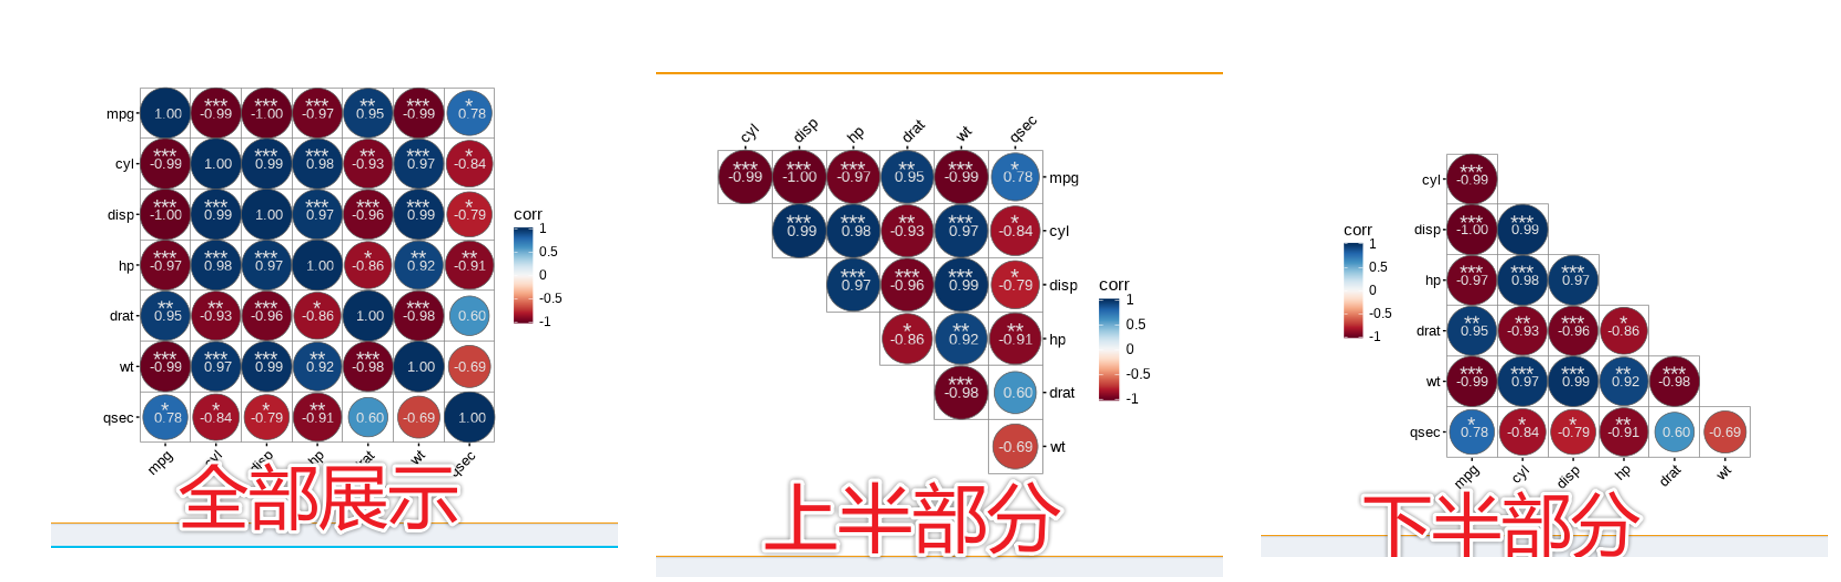 mpg 1.00 *** -0.99 *** -1.00 *** -0.97 ** 0.95 *** -0.99 * 0.78
cyl *** -0.99 1.00 *** 0.99 *** 0.98 ** -0.93 *** 0.97 * -0.84
disp *** -1.00 *** 0.99 1.00 *** 0.97 *** -0.96 *** 0.99 * -0.79
hp *** -0.97 *** 0.98 *** 0.97 1.00 * -0.86 ** 0.92 ** -0.91
drat ** 0.95 ** -0.93 *** -0.96 * -0.86 1.00 *** -0.98 0.60
wt *** -0.99 *** 0.97 *** 0.99 ** 0.92 *** -0.98 1.00 -0.69
qsec * 0.78 * -0.84 * -0.79 ** -0.91 0.60 -0.69 1.00
mpg wt
corr
1
0.5
0
-0.5
-1
全部展示
cyl disp hp drat wt qsec
*** -0.99 *** -1.00 *** -0.97 ** 0.95 *** -0.99 * 0.78 mpg
*** 0.99 *** 0.98 ** -0.93 *** 0.97 * -0.84 cyl
*** 0.97 *** -0.96 *** 0.99 * -0.79 disp
* -0.86 ** 0.92 ** -0.91 hp
*** -0.98 0.60 drat
-0.69 wt
corr
1
0.5
0
-0.5
-1
上半部分
corr
1
0.5
0
-0.5
-1
cyl *** -0.99
disp *** -1.00 *** 0.99
hp *** -0.97 *** 0.98 *** 0.97
drat ** 0.95 ** -0.93 *** -0.96 * -0.86
wt *** -0.99 *** 0.97 *** 0.99 ** 0.92 *** -0.98
qsec * 0.78 * -0.84 * -0.79 ** -0.91 0.60 -0.69
mpg cyl disp hp drat wt
下半部分